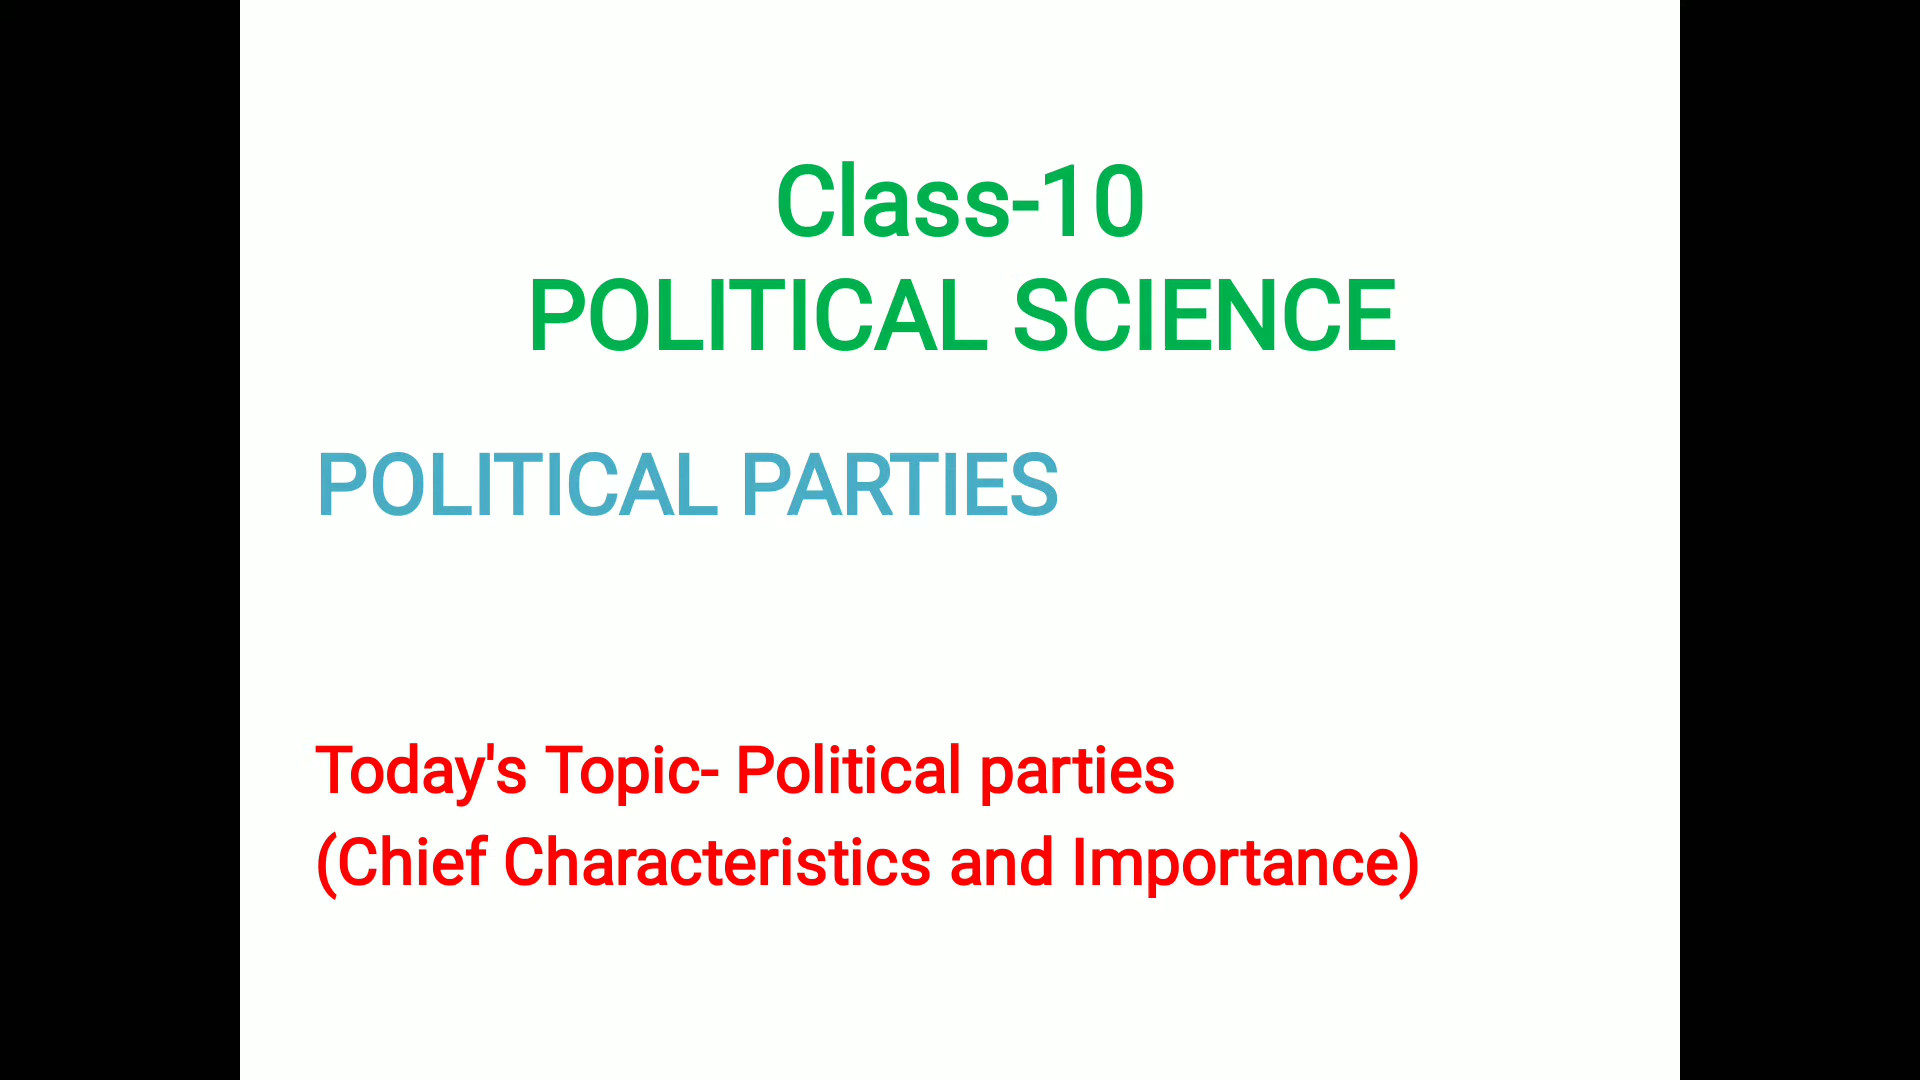 Class-10
POLITICAL SCIENCE
POLITICAL PARTIES
Today's Topic- Political parties
(Chief Characteristics and Importance)